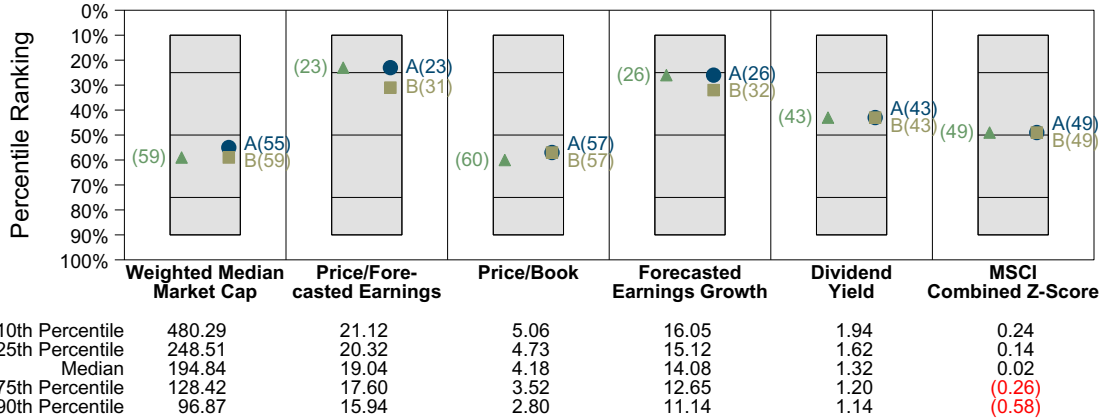 Percentile Ranking
0%
10%
20%
30%
40%
50%
60%
70%
80%
90%
100%
(59)
A(55)
B(59)
(23)
A(23)
B(31)
(60)
A(57)
B(57)
(26)
A(26)
B(32)
(43)
A(43)
B(43)
(49)
A(49)
B(49)
Weighted Median
Market Cap
Price/Fore-
casted Earnings
Price/Book
Forecasted
Earnings Growth
Dividend
Yield
MSCI
Combined Z-Score
10th Percentile 480.29 21.12 5.06 16.05 1.94 0.24
25th Percentile 248.51 20.32 4.73 15.12 1.62 0.14
Median 194.84 19.04 4.18 14.08 1.32 0.02
75th Percentile 128.42 17.60 3.52 12.65 1.20 (0.26)
90th Percentile 96.87 15.94 2.80 11.14 1.14 (0.58)